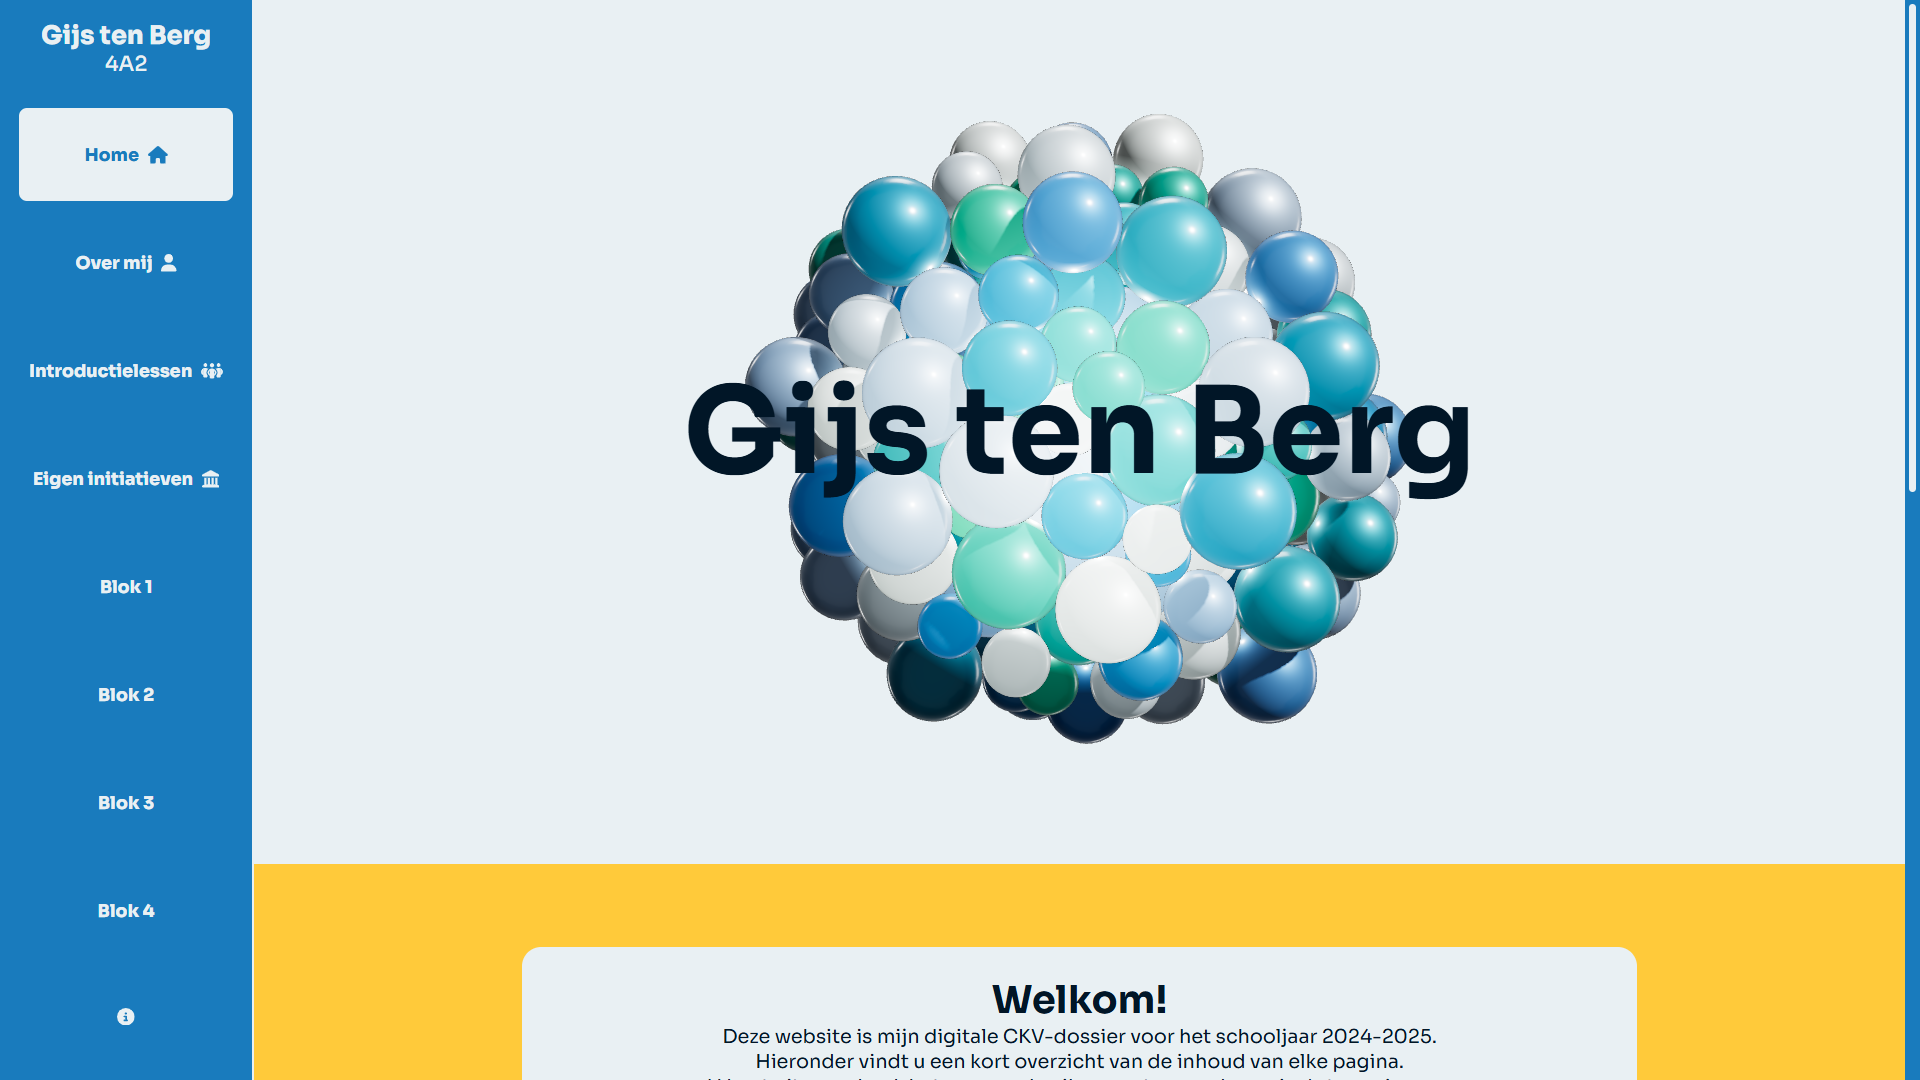 Gijs ten Berg
4A2
Home
Over mij
Introductielessen
Eigen initiatieven
Blok 1
Blok 2
Blok 3
Blok 4
Gijs ten Berg
Welkom!
Deze website is mijn digitale CKV-dossier voor het schooljaar 2024-2025.
Hieronder vindt u een kort overzicht van de inhoud van elke pagina.